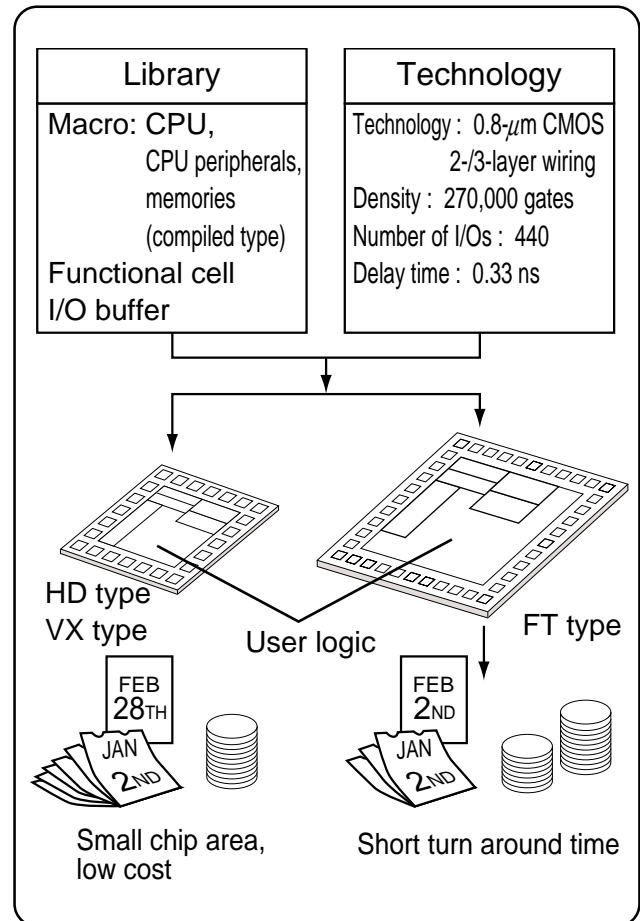 Library
Macro: CPU,
CPU peripherals,
memories
(compiled type)
Functional cell
I/O buffer
Technology
Technology : 0.8-μm CMOS
2-/3-layer wiring
Density : 270,000 gates
Number of I/Os : 440
Delay time : 0.33 ns
HD type
VX type
User logic
FT type
FEB
28TH
JAN
2ND
FEB
2ND
JAN
2ND
Small chip area,
low cost
Short turn around time